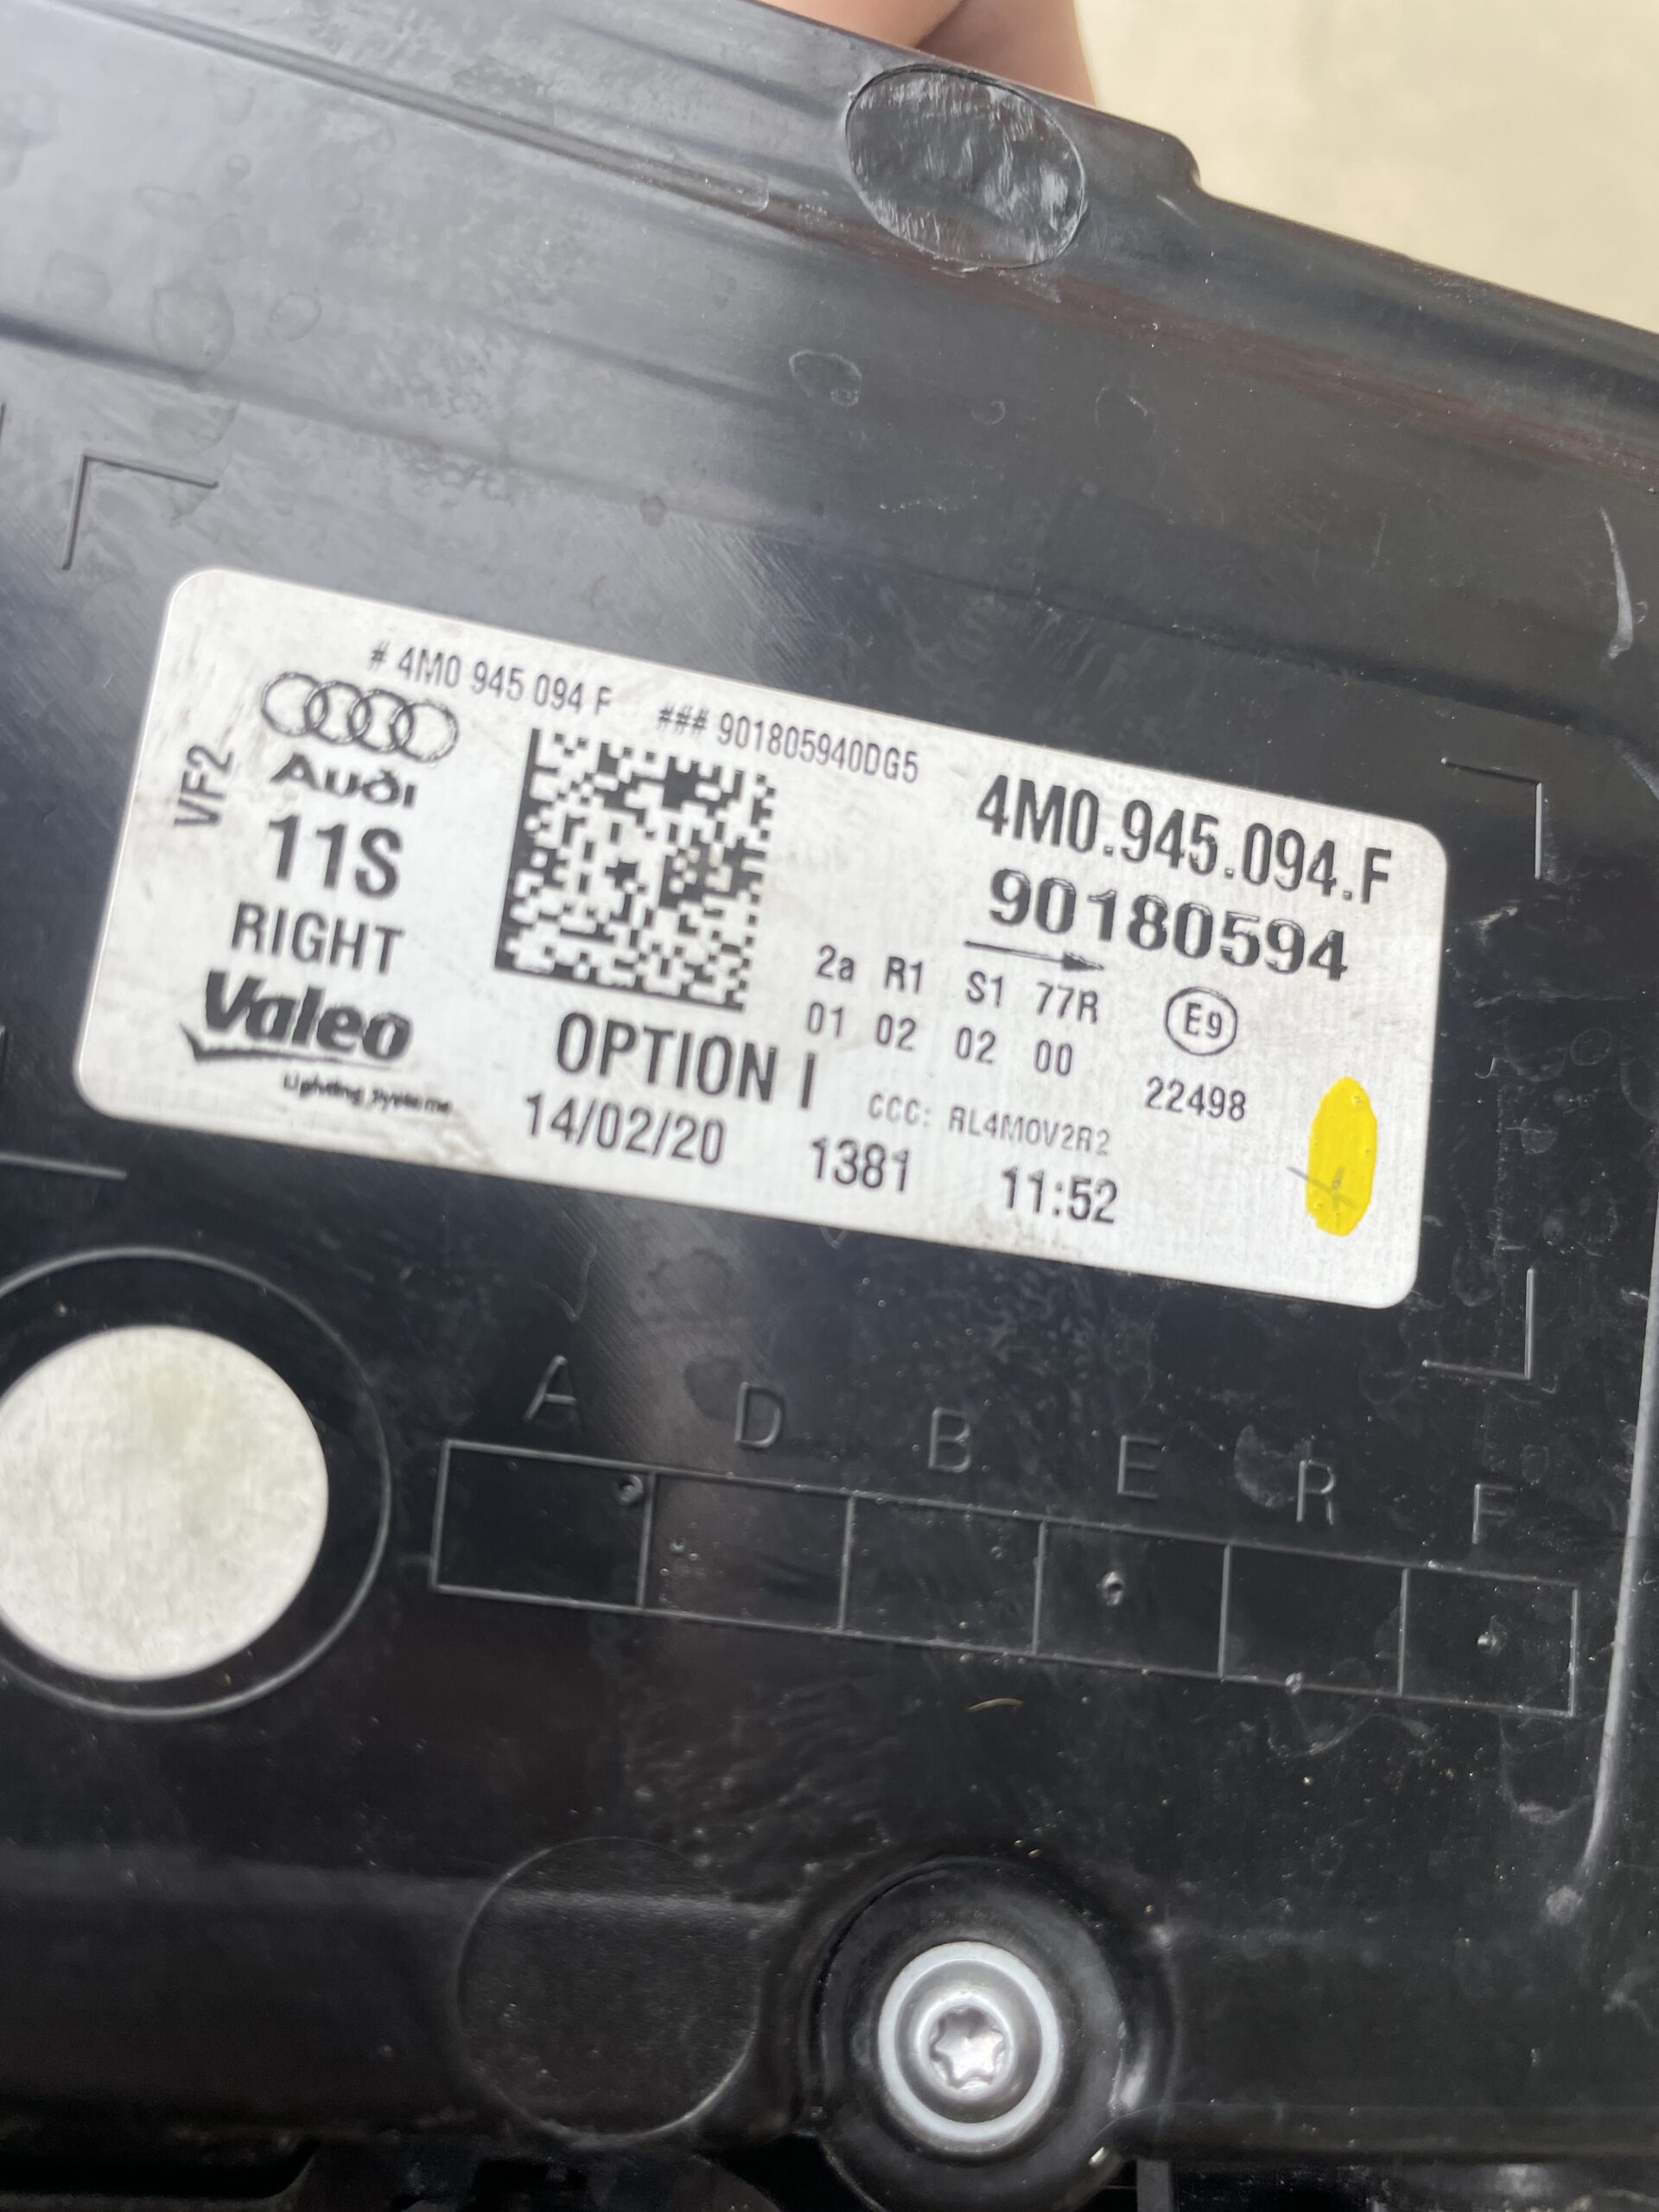 # 4M0 945 094 F ### 901805940DG5
Audi
VF2
11S
RIGHT
Valeo
Lighting Systems
4M0.945.094.F
90180594
2a R1 S1 77R E9
01 02 02 00
22498
OPTION I
CCC: RL4M0V2R2
14/02/20 1381 11:52
A D B E R F